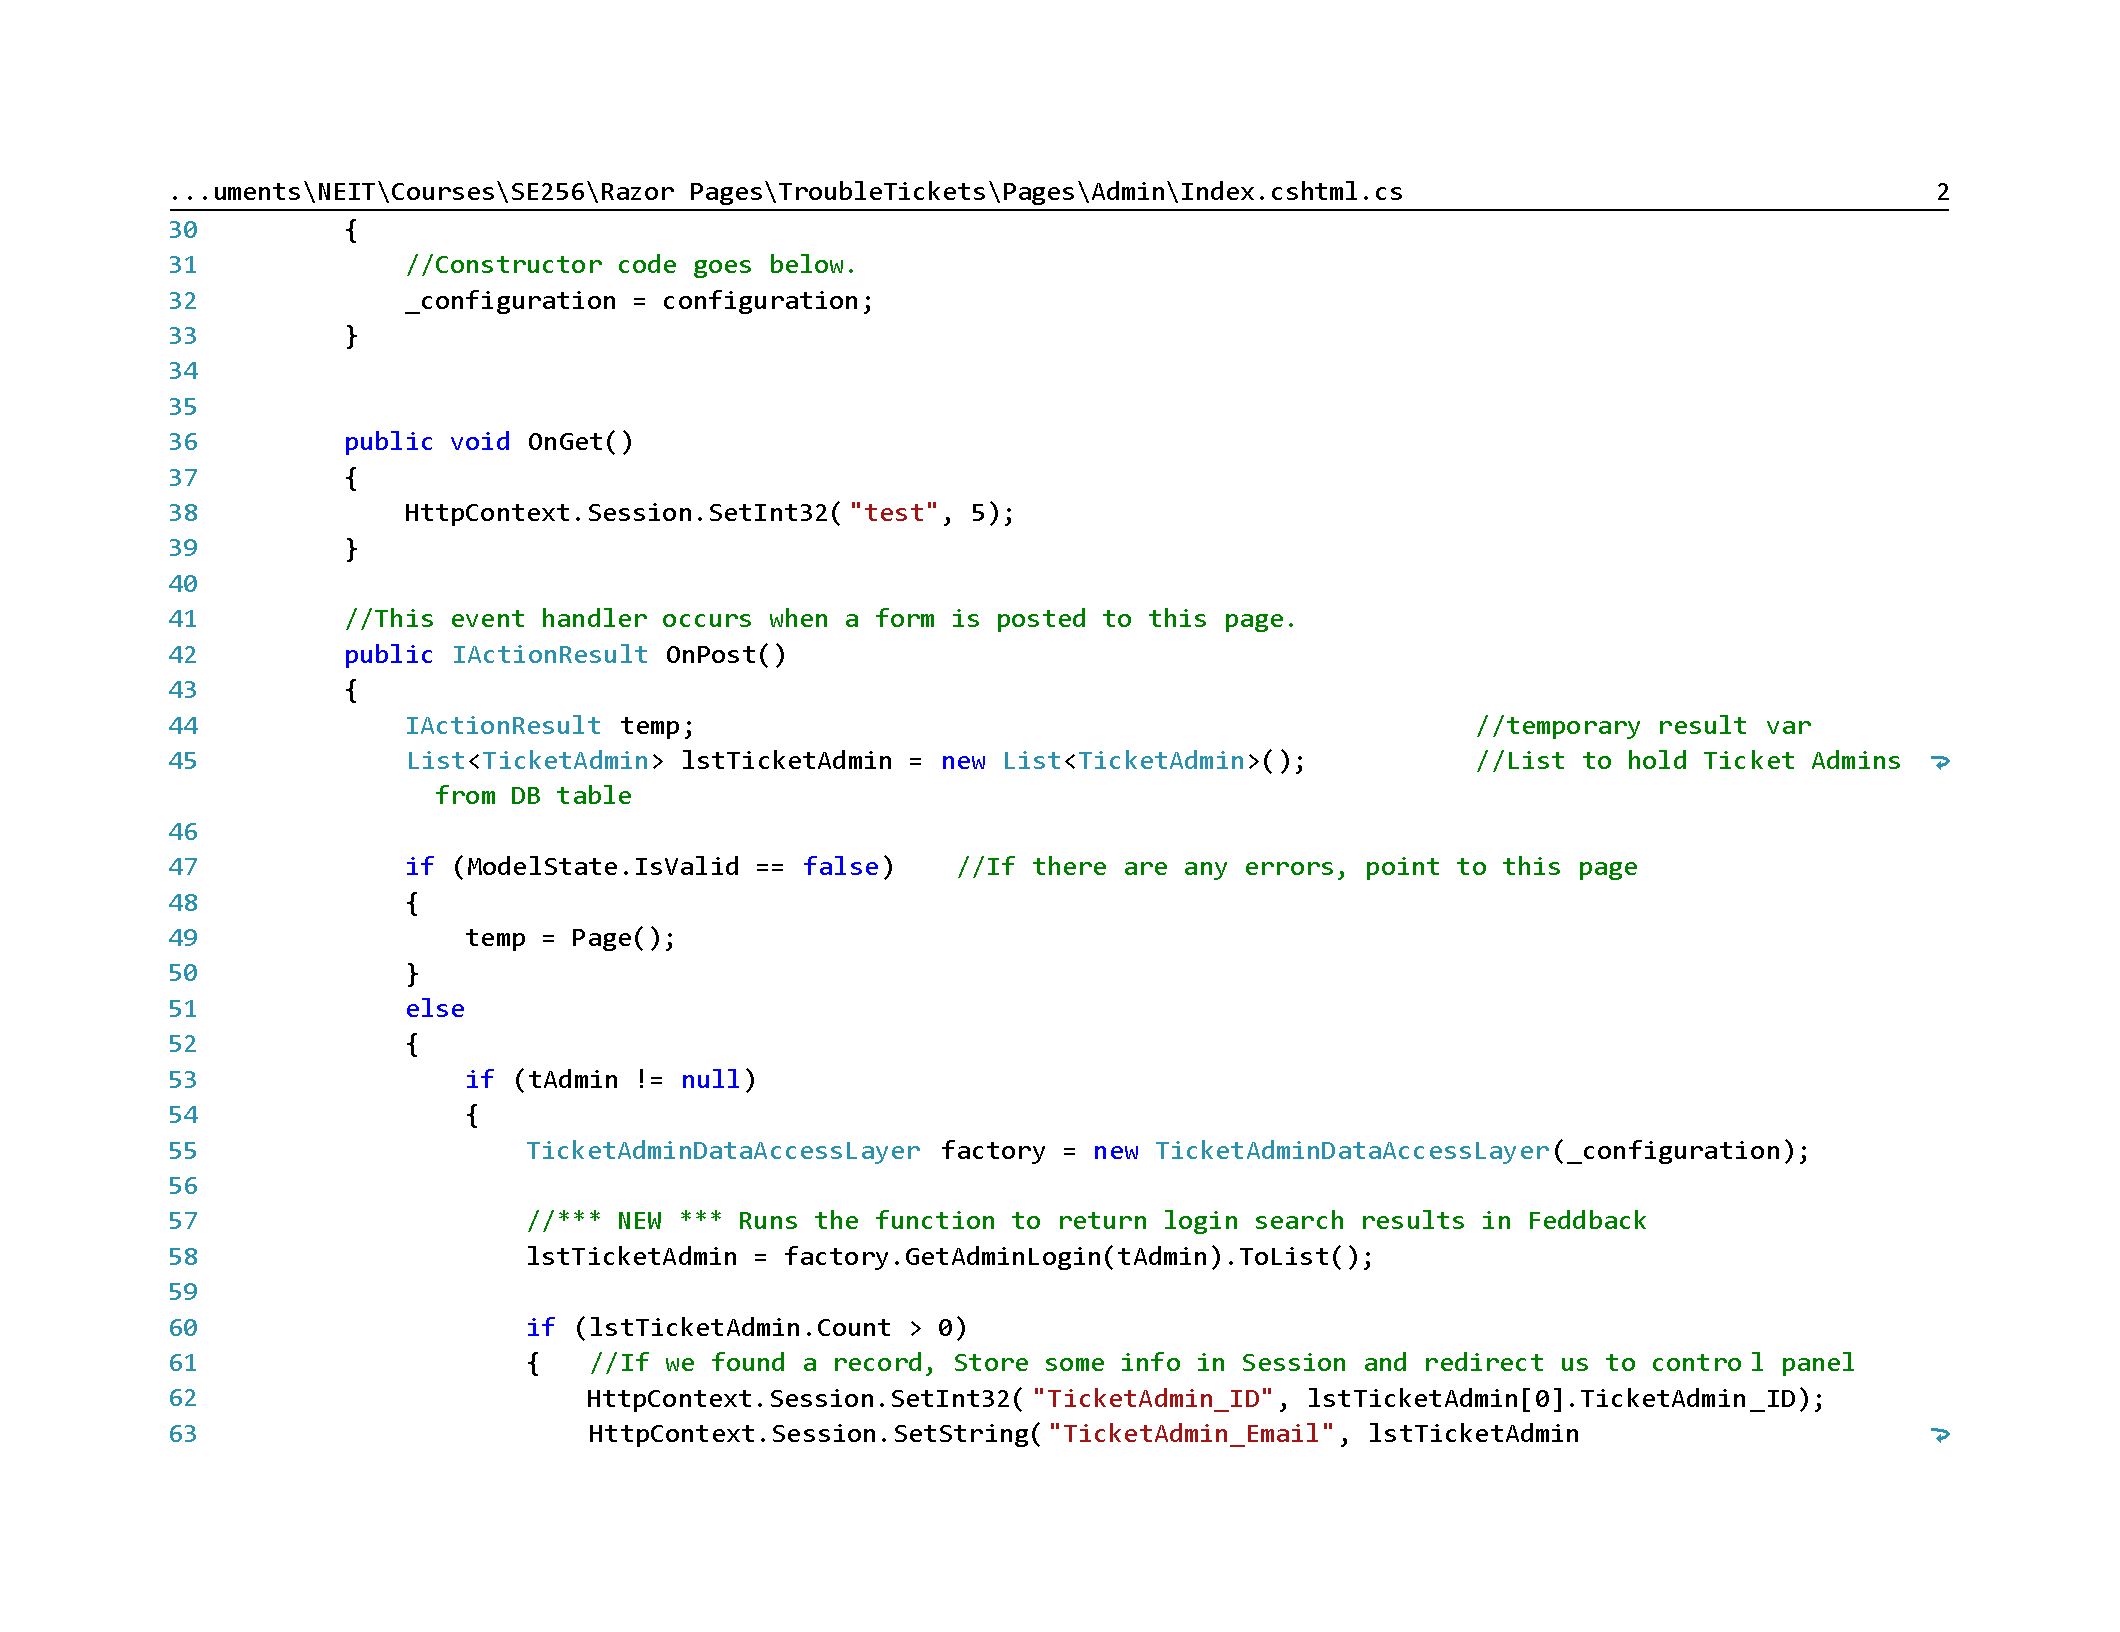 ...uments\NEIT\Courses\SE256\Razor Pages\TroubleTickets\Pages\Admin\Index.cshtml.cs 2
30 {
31 //Constructor code goes below.
32 _configuration = configuration;
33 }
34
35
36 public void OnGet()
37 {
38 HttpContext.Session.SetInt32("test", 5);
39 }
40
41 //This event handler occurs when a form is posted to this page.
42 public IActionResult OnPost()
43 {
44 IActionResult temp; //temporary result var
45 List<TicketAdmin> lstTicketAdmin = new List<TicketAdmin>(); //List to hold Ticket Admins
from DB table
46
47 if (ModelState.IsValid == false) //If there are any errors, point to this page
48 {
49 temp = Page();
50 }
51 else
52 {
53 if (tAdmin != null)
54 {
55 TicketAdminDataAccessLayer factory = new TicketAdminDataAccessLayer(_configuration);
56
57 //*** NEW *** Runs the function to return login search results in Feddback
58 lstTicketAdmin = factory.GetAdminLogin(tAdmin).ToList();
59
60 if (lstTicketAdmin.Count > 0)
61 { //If we found a record, Store some info in Session and redirect us to control panel
62 HttpContext.Session.SetInt32("TicketAdmin_ID", lstTicketAdmin[0].TicketAdmin_ID);
63 HttpContext.Session.SetString("TicketAdmin_Email", lstTicketAdmin